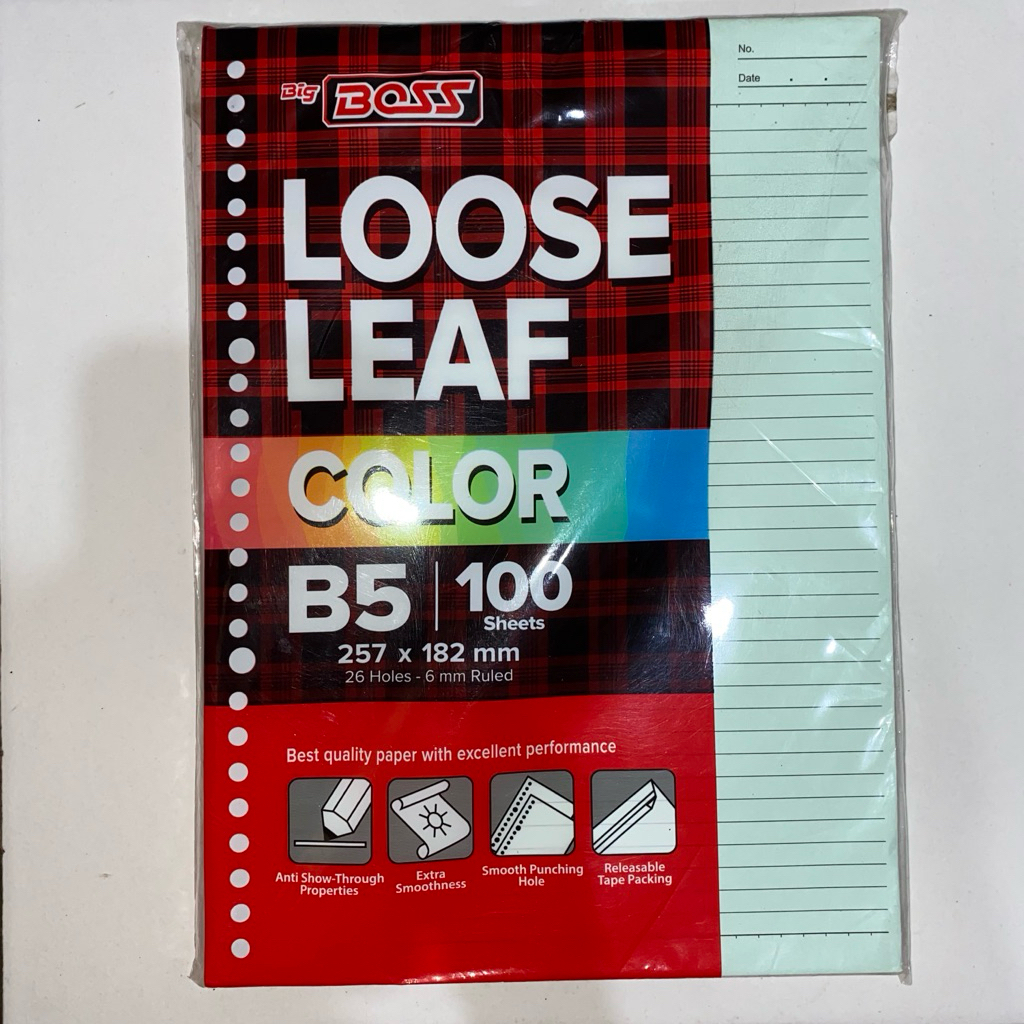 Big BOSS
LOOSE
LEAF
COLOR
B5 | 100
Sheets
257 x 182 mm
26 Holes - 6 mm Ruled
Best quality paper with excellent performance
Anti Show-Through
Properties
Extra
Smoothness
Smooth Punching
Hole
Releasable
Tape Packing
No.
Date . .